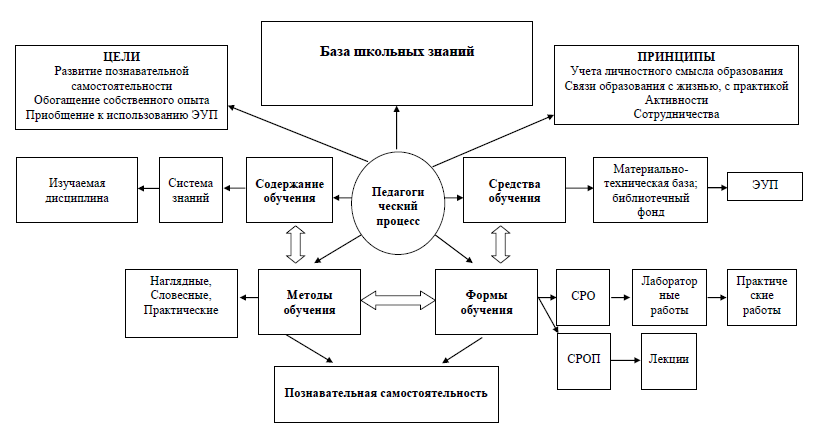 База школьных знаний
ЦЕЛИ
Развитие познавательной
самостоятельности
Обогащение собственного опыта
Приобщение к использованию ЭУП
ПРИНЦИПЫ
Учета личностного смысла образования
Связи образования с жизнью, с практикой
Активности
Сотрудничества
Изучаемая
дисциплина
Система
знаний
Содержание
обучения
Педагоги
ческий
процесс
Средства
обучения
Материально-
техническая база;
библиотечный
фонд
ЭУП
Наглядные,
Словесные,
Практические
Методы
обучения
Формы
обучения
СРО
Лаборатор
ные
работы
Практиче
ские
работы
СРОП
Лекции
Познавательная самостоятельность